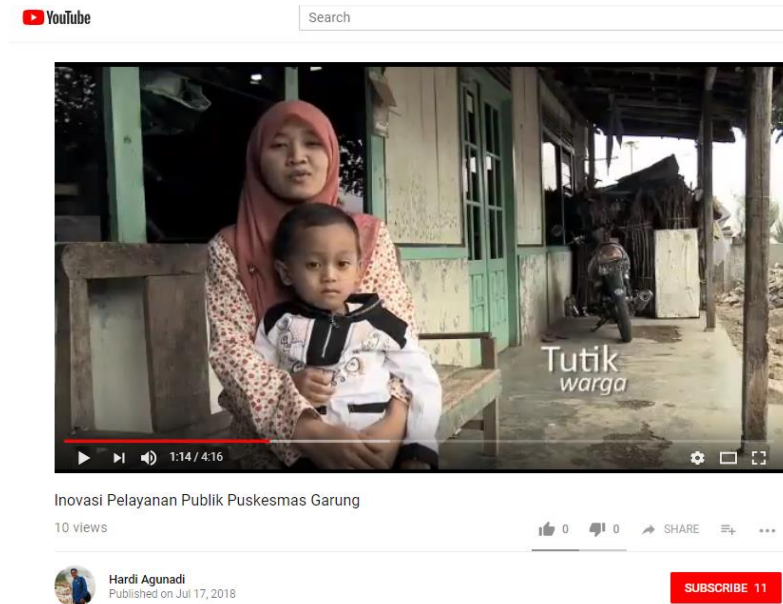 YouTube
Search
Tutik
warga
1:14 / 4:16
Inovasi Pelayanan Publik Puskesmas Garung
10 views
0
0
SHARE
Hardi Agunadi
Published on Jul 17, 2018
SUBSCRIBE 11